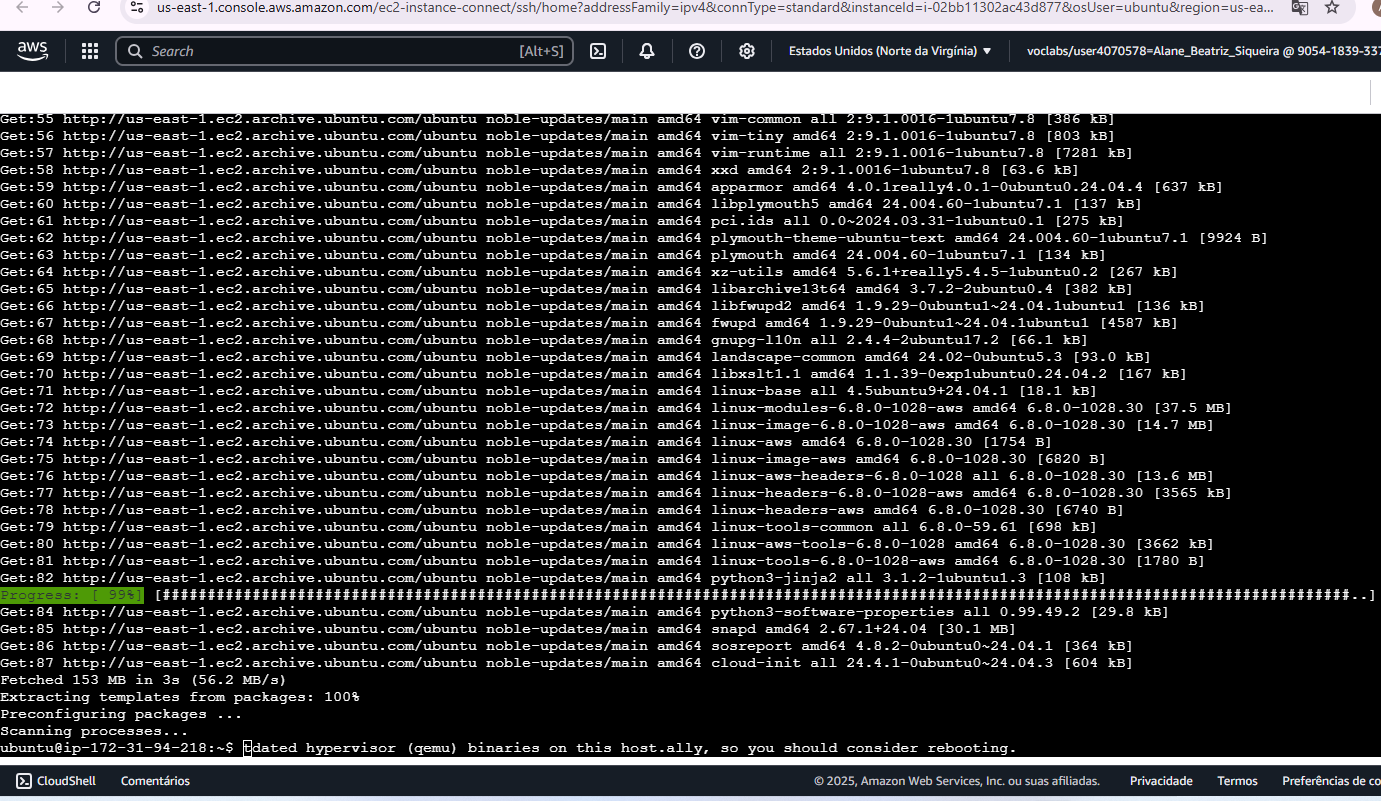 us-east-1.console.aws.amazon.com/ec2-instance-connect/ssh/home?addressFamily=ipv4&connType=standard&instanceId=i-02bb11302ac43d877&osUser=ubuntu&region=us-ea...
aws Search [Alt+S] Estados Unidos (Norte da Virgínia) voclabs/user4070578=Alane_Beatriz_Siqueira @ 9054-1839-337
Get:55 http://us-east-1.ec2.archive.ubuntu.com/ubuntu noble-updates/main amd64 vim-common all 2:9.1.0016-1ubuntu7.8 [386 kB]
Get:56 http://us-east-1.ec2.archive.ubuntu.com/ubuntu noble-updates/main amd64 vim-tiny amd64 2:9.1.0016-1ubuntu7.8 [803 kB]
Get:57 http://us-east-1.ec2.archive.ubuntu.com/ubuntu noble-updates/main amd64 vim-runtime all 2:9.1.0016-1ubuntu7.8 [7281 kB]
Get:58 http://us-east-1.ec2.archive.ubuntu.com/ubuntu noble-updates/main amd64 xxd amd64 2:9.1.0016-1ubuntu7.8 [63.6 kB]
Get:59 http://us-east-1.ec2.archive.ubuntu.com/ubuntu noble-updates/main amd64 apparmor amd64 4.0.1really4.0.1-0ubuntu0.24.04.4 [637 kB]
Get:60 http://us-east-1.ec2.archive.ubuntu.com/ubuntu noble-updates/main amd64 libplymouth5 amd64 24.004.60-1ubuntu7.1 [137 kB]
Get:61 http://us-east-1.ec2.archive.ubuntu.com/ubuntu noble-updates/main amd64 pci.ids all 0.0~2024.03.31-1ubuntu0.1 [275 kB]
Get:62 http://us-east-1.ec2.archive.ubuntu.com/ubuntu noble-updates/main amd64 plymouth-theme-ubuntu-text amd64 24.004.60-1ubuntu7.1 [9924 B]
Get:63 http://us-east-1.ec2.archive.ubuntu.com/ubuntu noble-updates/main amd64 plymouth amd64 24.004.60-1ubuntu7.1 [134 kB]
Get:64 http://us-east-1.ec2.archive.ubuntu.com/ubuntu noble-updates/main amd64 xz-utils amd64 5.6.1+really5.4.5-1ubuntu0.2 [267 kB]
Get:65 http://us-east-1.ec2.archive.ubuntu.com/ubuntu noble-updates/main amd64 libarchive13t64 amd64 3.7.2-2ubuntu0.4 [382 kB]
Get:66 http://us-east-1.ec2.archive.ubuntu.com/ubuntu noble-updates/main amd64 libfwupd2 amd64 1.9.29-0ubuntu1~24.04.1ubuntu1 [136 kB]
Get:67 http://us-east-1.ec2.archive.ubuntu.com/ubuntu noble-updates/main amd64 fwupd amd64 1.9.29-0ubuntu1~24.04.1ubuntu1 [4587 kB]
Get:68 http://us-east-1.ec2.archive.ubuntu.com/ubuntu noble-updates/main amd64 gnupg-l10n all 2.4.4-2ubuntu17.2 [66.1 kB]
Get:69 http://us-east-1.ec2.archive.ubuntu.com/ubuntu noble-updates/main amd64 landscape-common amd64 24.02-0ubuntu5.3 [93.0 kB]
Get:70 http://us-east-1.ec2.archive.ubuntu.com/ubuntu noble-updates/main amd64 libxslt1.1 amd64 1.1.39-0exp1ubuntu0.24.04.2 [167 kB]
Get:71 http://us-east-1.ec2.archive.ubuntu.com/ubuntu noble-updates/main amd64 linux-base all 4.5ubuntu9+24.04.1 [18.1 kB]
Get:72 http://us-east-1.ec2.archive.ubuntu.com/ubuntu noble-updates/main amd64 linux-modules-6.8.0-1028-aws amd64 6.8.0-1028.30 [37.5 MB]
Get:73 http://us-east-1.ec2.archive.ubuntu.com/ubuntu noble-updates/main amd64 linux-image-6.8.0-1028-aws amd64 6.8.0-1028.30 [14.7 MB]
Get:74 http://us-east-1.ec2.archive.ubuntu.com/ubuntu noble-updates/main amd64 linux-aws amd64 6.8.0-1028.30 [1754 B]
Get:75 http://us-east-1.ec2.archive.ubuntu.com/ubuntu noble-updates/main amd64 linux-image-aws amd64 6.8.0-1028.30 [6820 B]
Get:76 http://us-east-1.ec2.archive.ubuntu.com/ubuntu noble-updates/main amd64 linux-aws-headers-6.8.0-1028 all 6.8.0-1028.30 [13.6 MB]
Get:77 http://us-east-1.ec2.archive.ubuntu.com/ubuntu noble-updates/main amd64 linux-headers-6.8.0-1028-aws amd64 6.8.0-1028.30 [3565 kB]
Get:78 http://us-east-1.ec2.archive.ubuntu.com/ubuntu noble-updates/main amd64 linux-headers-aws amd64 6.8.0-1028.30 [6740 B]
Get:79 http://us-east-1.ec2.archive.ubuntu.com/ubuntu noble-updates/main amd64 linux-tools-common all 6.8.0-59.61 [698 kB]
Get:80 http://us-east-1.ec2.archive.ubuntu.com/ubuntu noble-updates/main amd64 linux-aws-tools-6.8.0-1028 amd64 6.8.0-1028.30 [3662 kB]
Get:81 http://us-east-1.ec2.archive.ubuntu.com/ubuntu noble-updates/main amd64 linux-tools-6.8.0-1028-aws amd64 6.8.0-1028.30 [1780 B]
Get:82 http://us-east-1.ec2.archive.ubuntu.com/ubuntu noble-updates/main amd64 python3-jinja2 all 3.1.2-1ubuntu1.3 [108 kB]
Progress: [ 99%] [####################################################################################################################################..]
Get:84 http://us-east-1.ec2.archive.ubuntu.com/ubuntu noble-updates/main amd64 python3-software-properties all 0.99.49.2 [29.8 kB]
Get:85 http://us-east-1.ec2.archive.ubuntu.com/ubuntu noble-updates/main amd64 snapd amd64 2.67.1+24.04 [30.1 MB]
Get:86 http://us-east-1.ec2.archive.ubuntu.com/ubuntu noble-updates/main amd64 sosreport amd64 4.8.2-0ubuntu0~24.04.1 [364 kB]
Get:87 http://us-east-1.ec2.archive.ubuntu.com/ubuntu noble-updates/main amd64 cloud-init all 24.4.1-0ubuntu0~24.04.3 [604 kB]
Fetched 153 MB in 3s (56.2 MB/s)
Extracting templates from packages: 100%
Preconfiguring packages ...
Scanning processes...
ubuntu@ip-172-31-94-218:~$ tdated hypervisor (qemu) binaries on this host.ally, so you should consider rebooting.
CloudShell Comentários © 2025, Amazon Web Services, Inc. ou suas afiliadas. Privacidade Termos Preferências de co